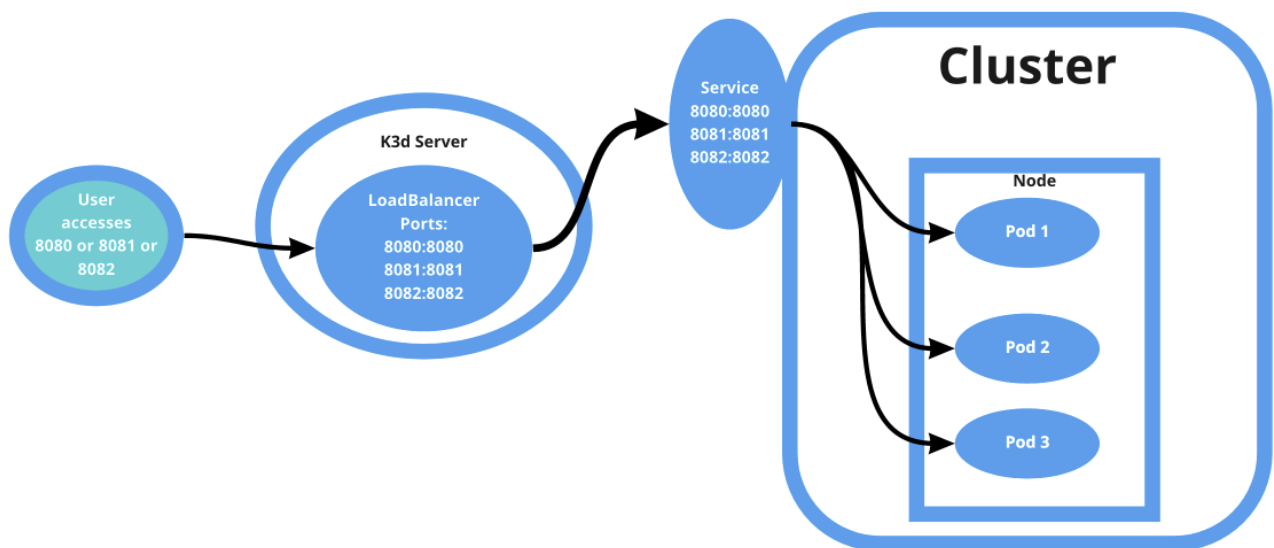 User
accesses
8080 or 8081 or
8082
K3d Server
LoadBalancer
Ports:
8080:8080
8081:8081
8082:8082
Service
8080:8080
8081:8081
8082:8082
Cluster
Node
Pod 1
Pod 2
Pod 3